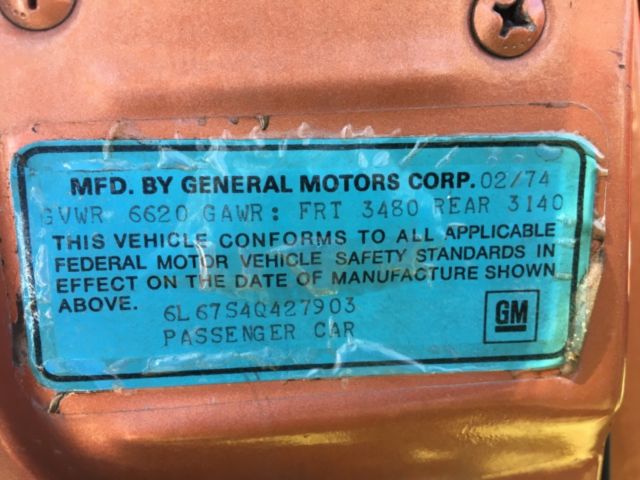 MFD. BY GENERAL MOTORS CORP. 02/74
GVWR 6620 GAWR: FRT 3480 REAR 3140
THIS VEHICLE CONFORMS TO ALL APPLICABLE
FEDERAL MOTOR VEHICLE SAFETY STANDARDS IN
EFFECT ON THE DATE OF MANUFACTURE SHOWN
ABOVE.
6L67S4Q427903
PASSENGER CAR
GM